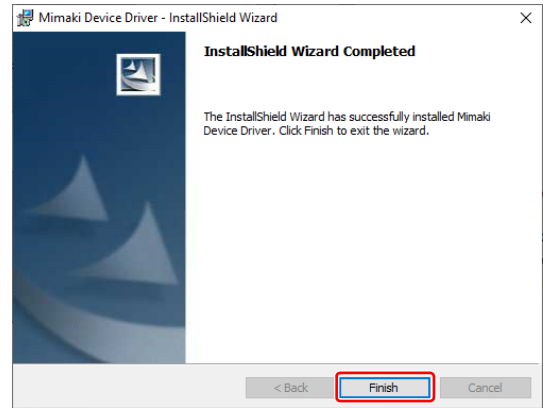 Mimaki Device Driver - InstallShield Wizard
InstallShield Wizard Completed
The InstallShield Wizard has successfully installed Mimaki
Device Driver. Click Finish to exit the wizard.
< Back
Finish
Cancel